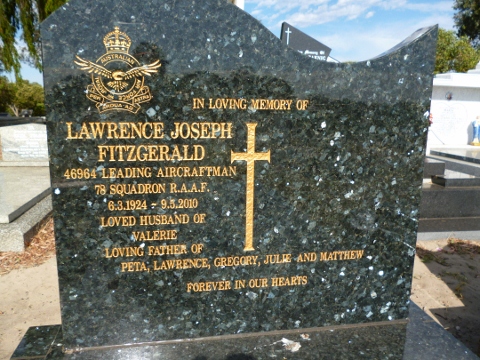 AUSTRALIAN
IN LOVING MEMORY OF
LAWRENCE JOSEPH
FITZGERALD
46964 LEADING AIRCRAFTMAN
78 SQUADRON R.A.A.F.
6.3.1924 - 9.5.2010
LOVED HUSBAND OF
VALERIE
LOVING FATHER OF
PETA, LAWRENCE, GREGORY, JULIE AND MATTHEW
FOREVER IN OUR HEARTS